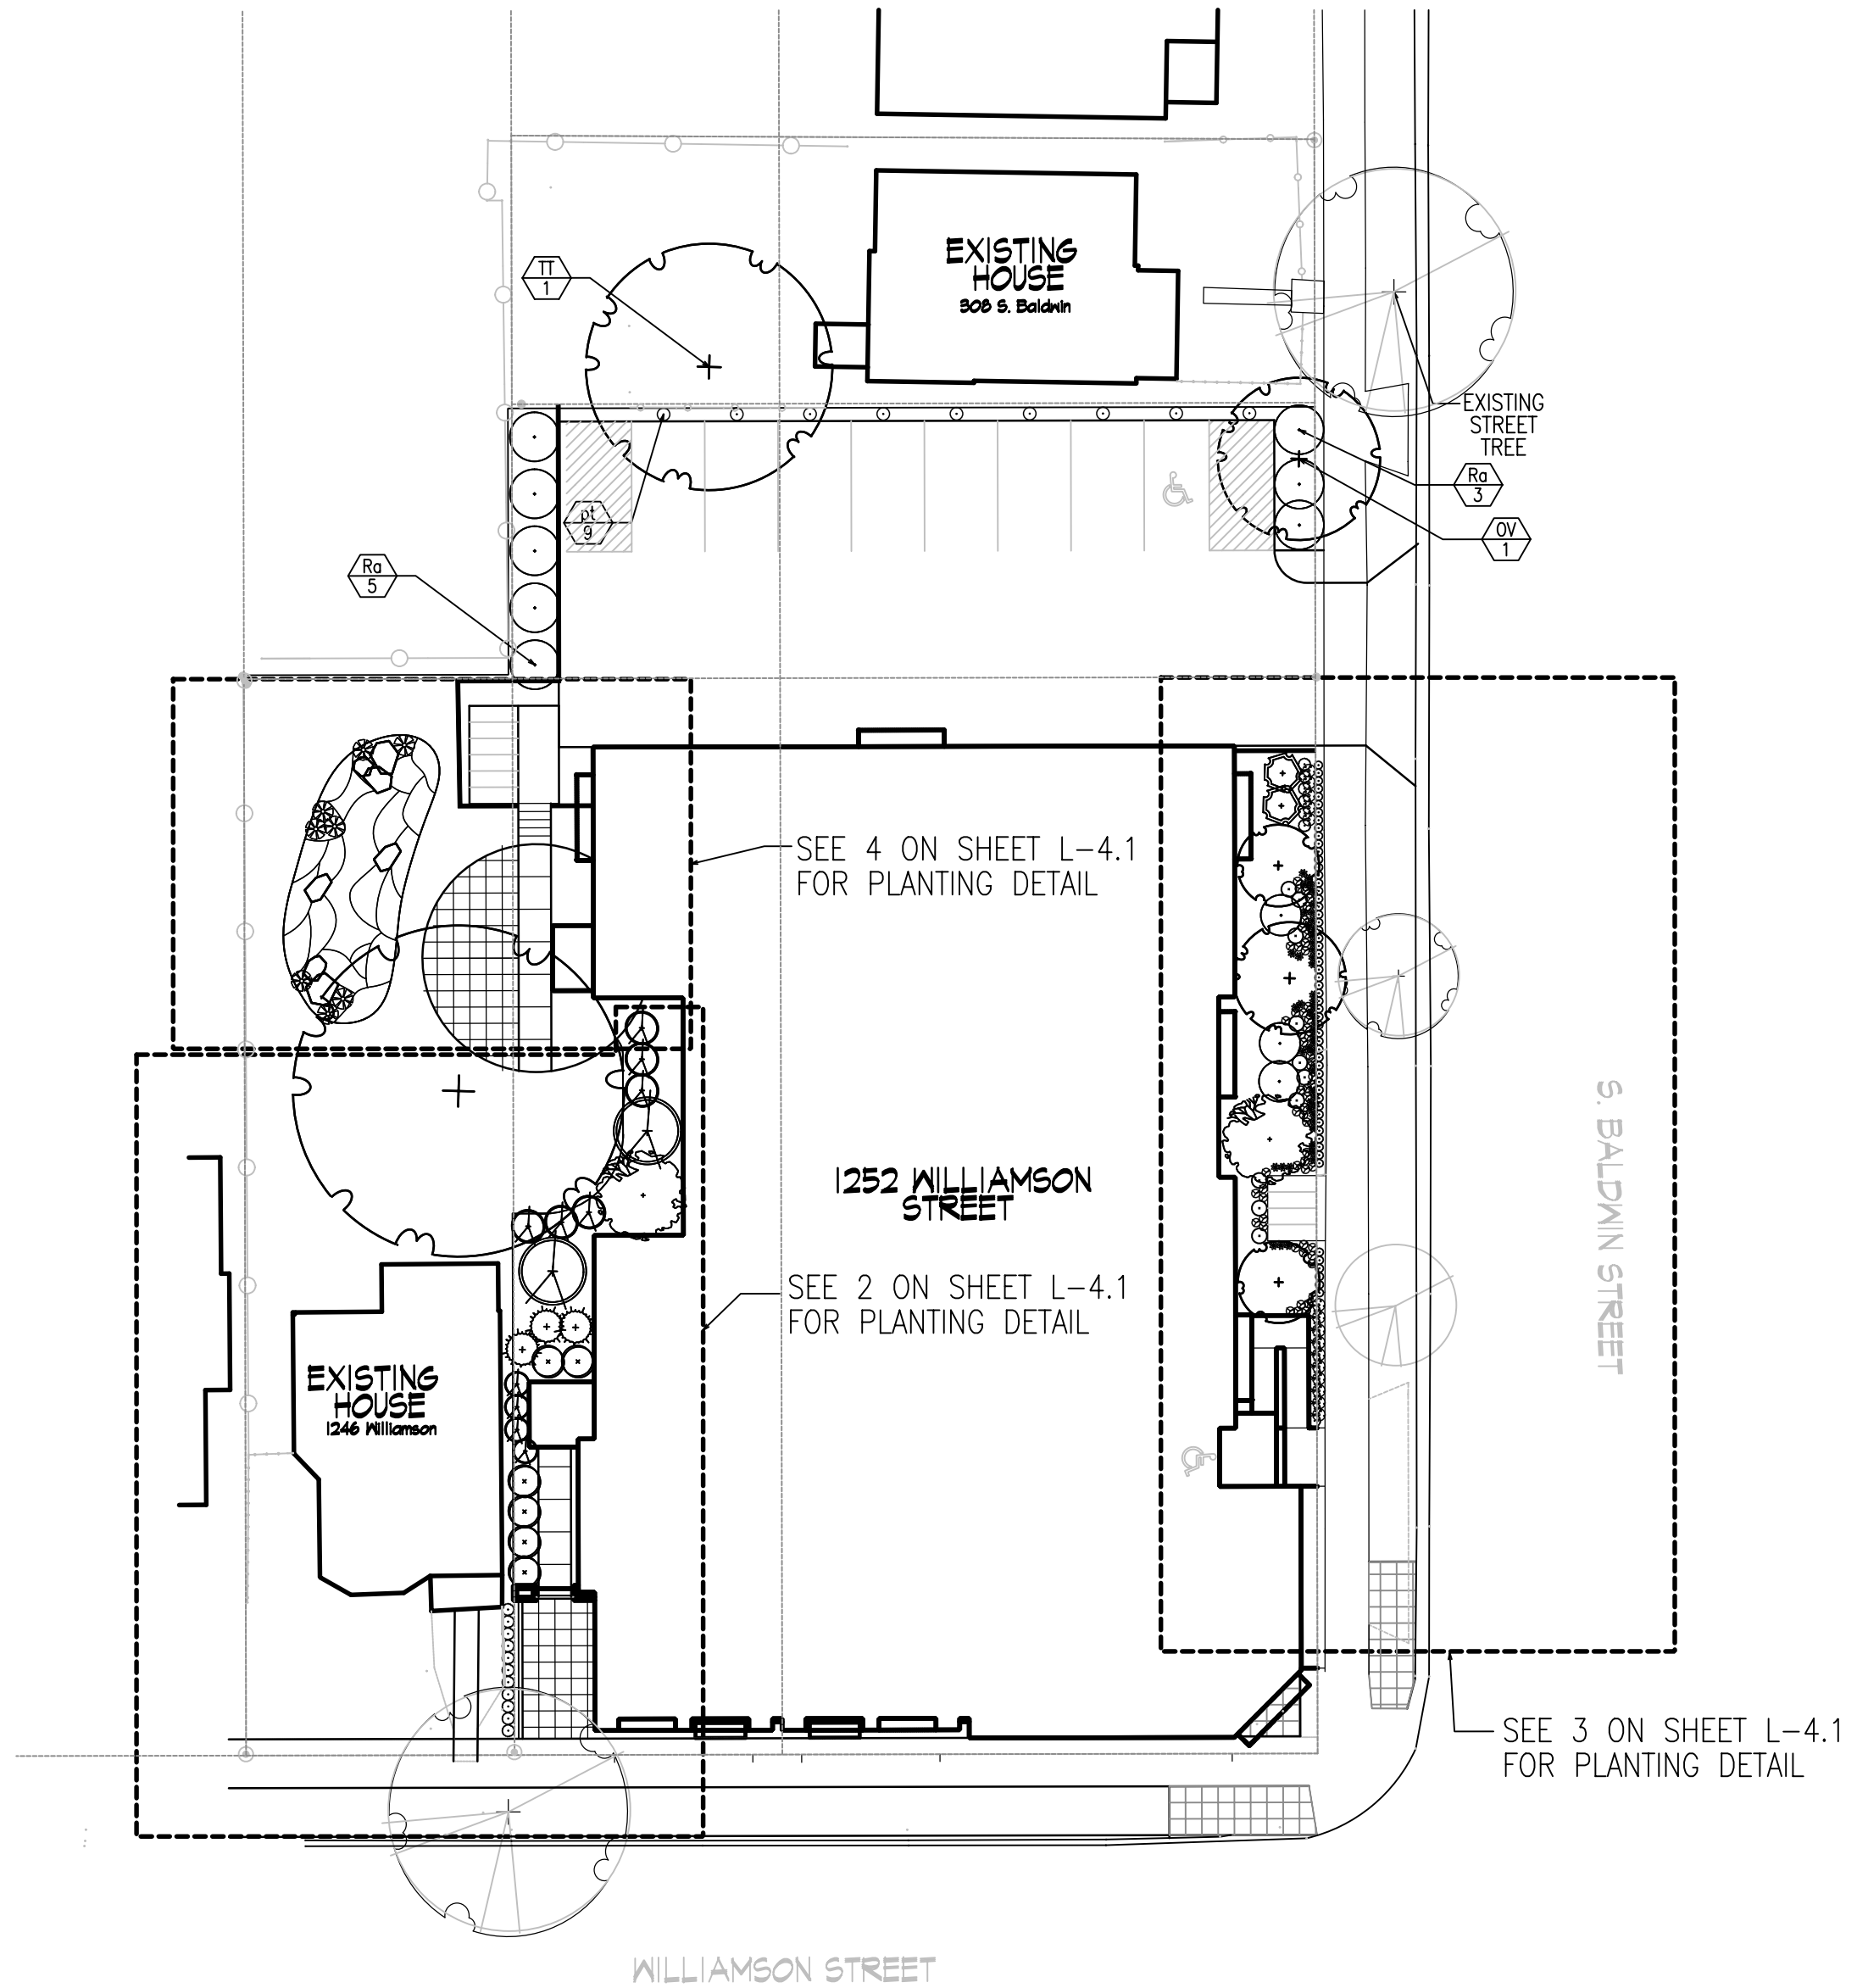 EXISTING
HOUSE
308 S. Baldwin
TT
1
EXISTING
STREET
TREE
Ra
3
pt
9
OV
1
Ra
5
SEE 4 ON SHEET L-4.1
FOR PLANTING DETAIL
S. BALDWIN STREET
1252 WILLIAMSON
STREET
SEE 2 ON SHEET L-4.1
FOR PLANTING DETAIL
EXISTING
HOUSE
1246 Williamson
SEE 3 ON SHEET L-4.1
FOR PLANTING DETAIL
WILLIAMSON STREET